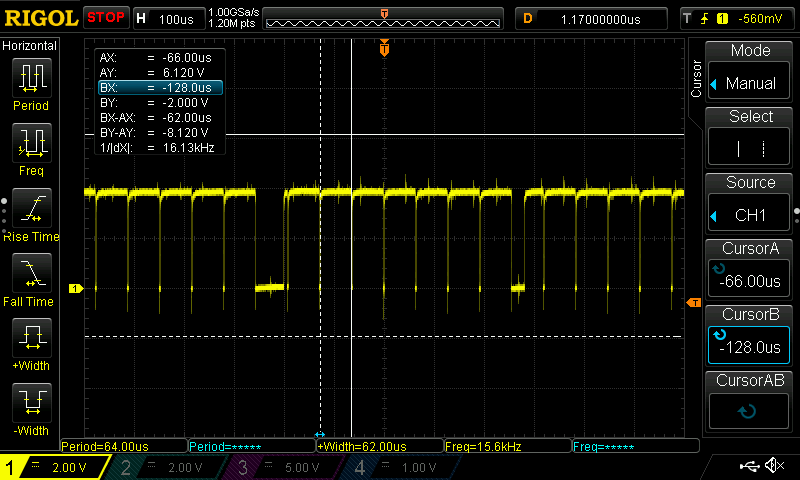 RIGOL STOP H 100us 1.00GSa/s 1.20M pts T D 1.17000000us T 1 -560mV
Horizontal
Period
Freq
Rise Time
Fall Time
+Width
-Width
AX: = -66.00us
AY: = 6.120 V
BX: = -128.0us
BY: = -2.000 V
BX-AX: = -62.00us
BY-AY: = -8.120 V
1/|dX|: = 16.13kHz
T
1
T
Cursor
Mode
Manual
Select
Source
CH1
CursorA
-66.00us
CursorB
-128.0us
CursorAB
Period=64.00us Period=***** +Width=62.00us Freq=15.6kHz Freq=*****
1 = 2.00 V 2 = 2.00 V 3 = 5.00 V 4 = 1.00 V